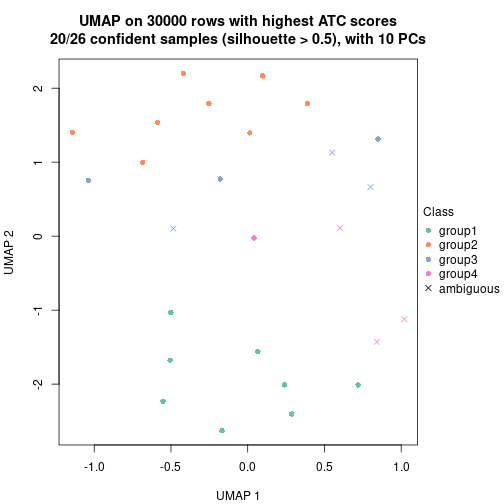 UMAP on 30000 rows with highest ATC scores
20/26 confident samples (silhouette > 0.5), with 10 PCs
2
1
0
-1
-2
UMAP 2
-1.0
-0.5
0.0
0.5
1.0
UMAP 1
Class
group1
group2
group3
group4
ambiguous